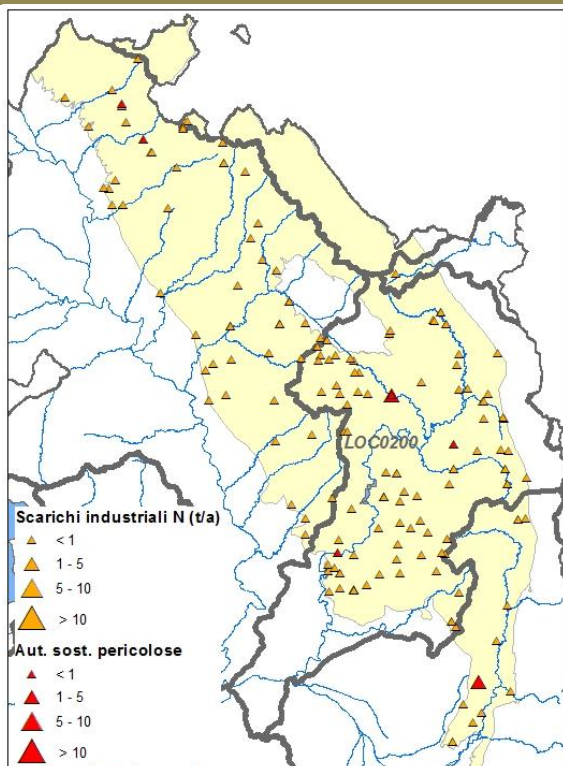 LOC0200
Scarichi industriali N (t/a)
< 1
1 - 5
5 - 10
> 10
Aut. sost. pericolose
< 1
1 - 5
5 - 10
> 10